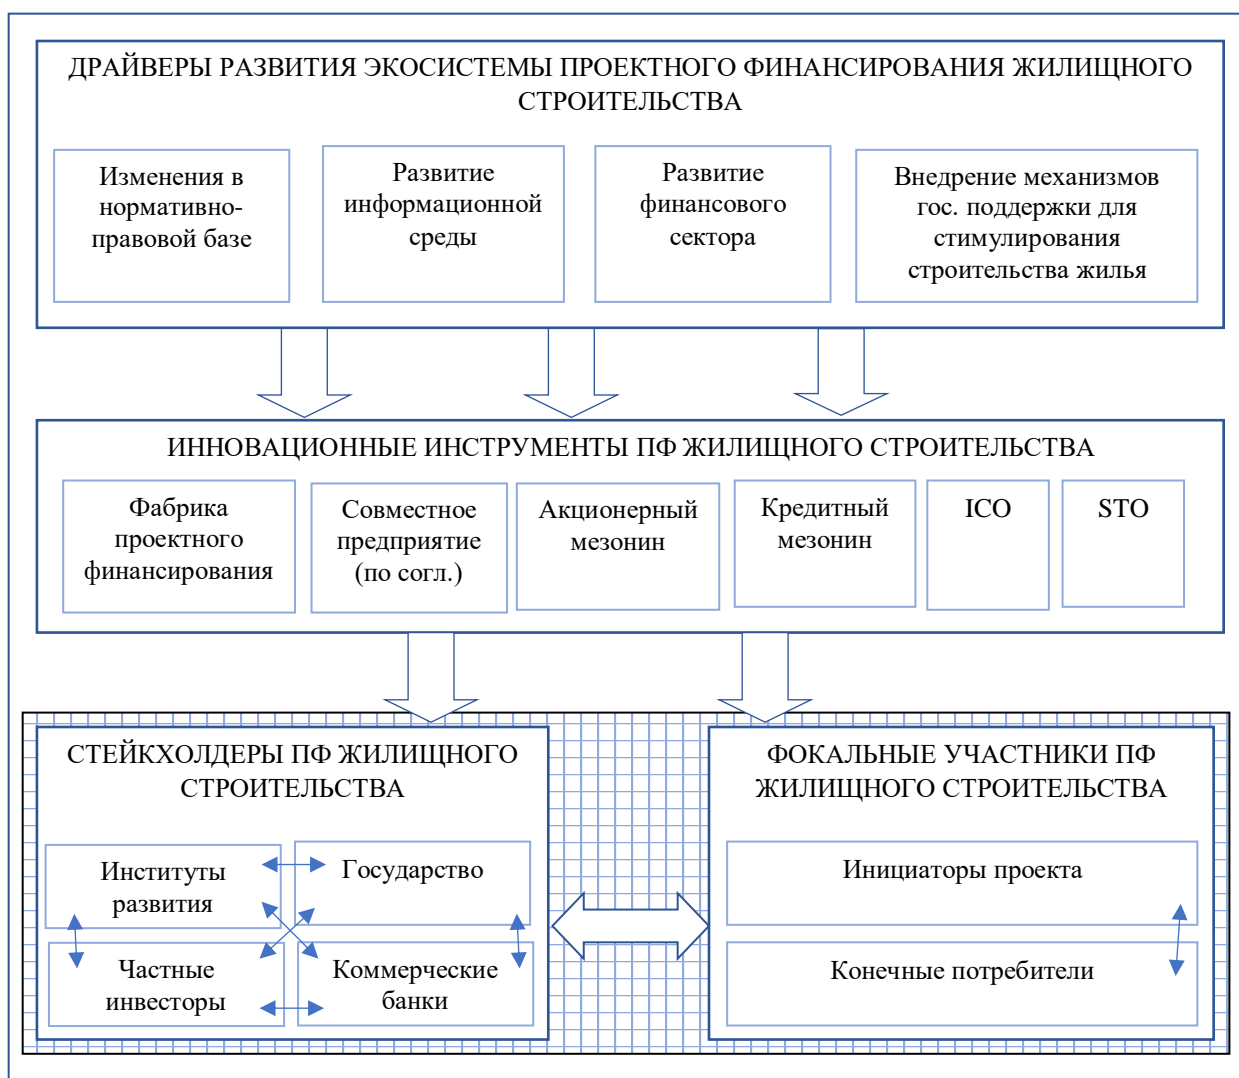 ДРАЙВЕРЫ РАЗВИТИЯ ЭКОСИСТЕМЫ ПРОЕКТНОГО ФИНАНСИРОВАНИЯ ЖИЛИЩНОГО
СТРОИТЕЛЬСТВА
Изменения в
нормативно-
правовой базе
Развитие
информационной
среды
Развитие
финансового
сектора
Внедрение механизмов
гос. поддержки для
стимулирования
строительства жилья
ИННОВАЦИОННЫЕ ИНСТРУМЕНТЫ ПФ ЖИЛИЩНОГО СТРОИТЕЛЬСТВА
Фабрика
проектного
финансирования
Совместное
предприятие
(по согл.)
Акционерный
мезонин
Кредитный
мезонин
ICO
STO
СТЕЙКХОЛДЕРЫ ПФ ЖИЛИЩНОГО
СТРОИТЕЛЬСТВА
Институты
развития
Государство
Частные
инвесторы
Коммерческие
банки
ФОКАЛЬНЫЕ УЧАСТНИКИ ПФ
ЖИЛИЩНОГО СТРОИТЕЛЬСТВА
Инициаторы проекта
Конечные потребители